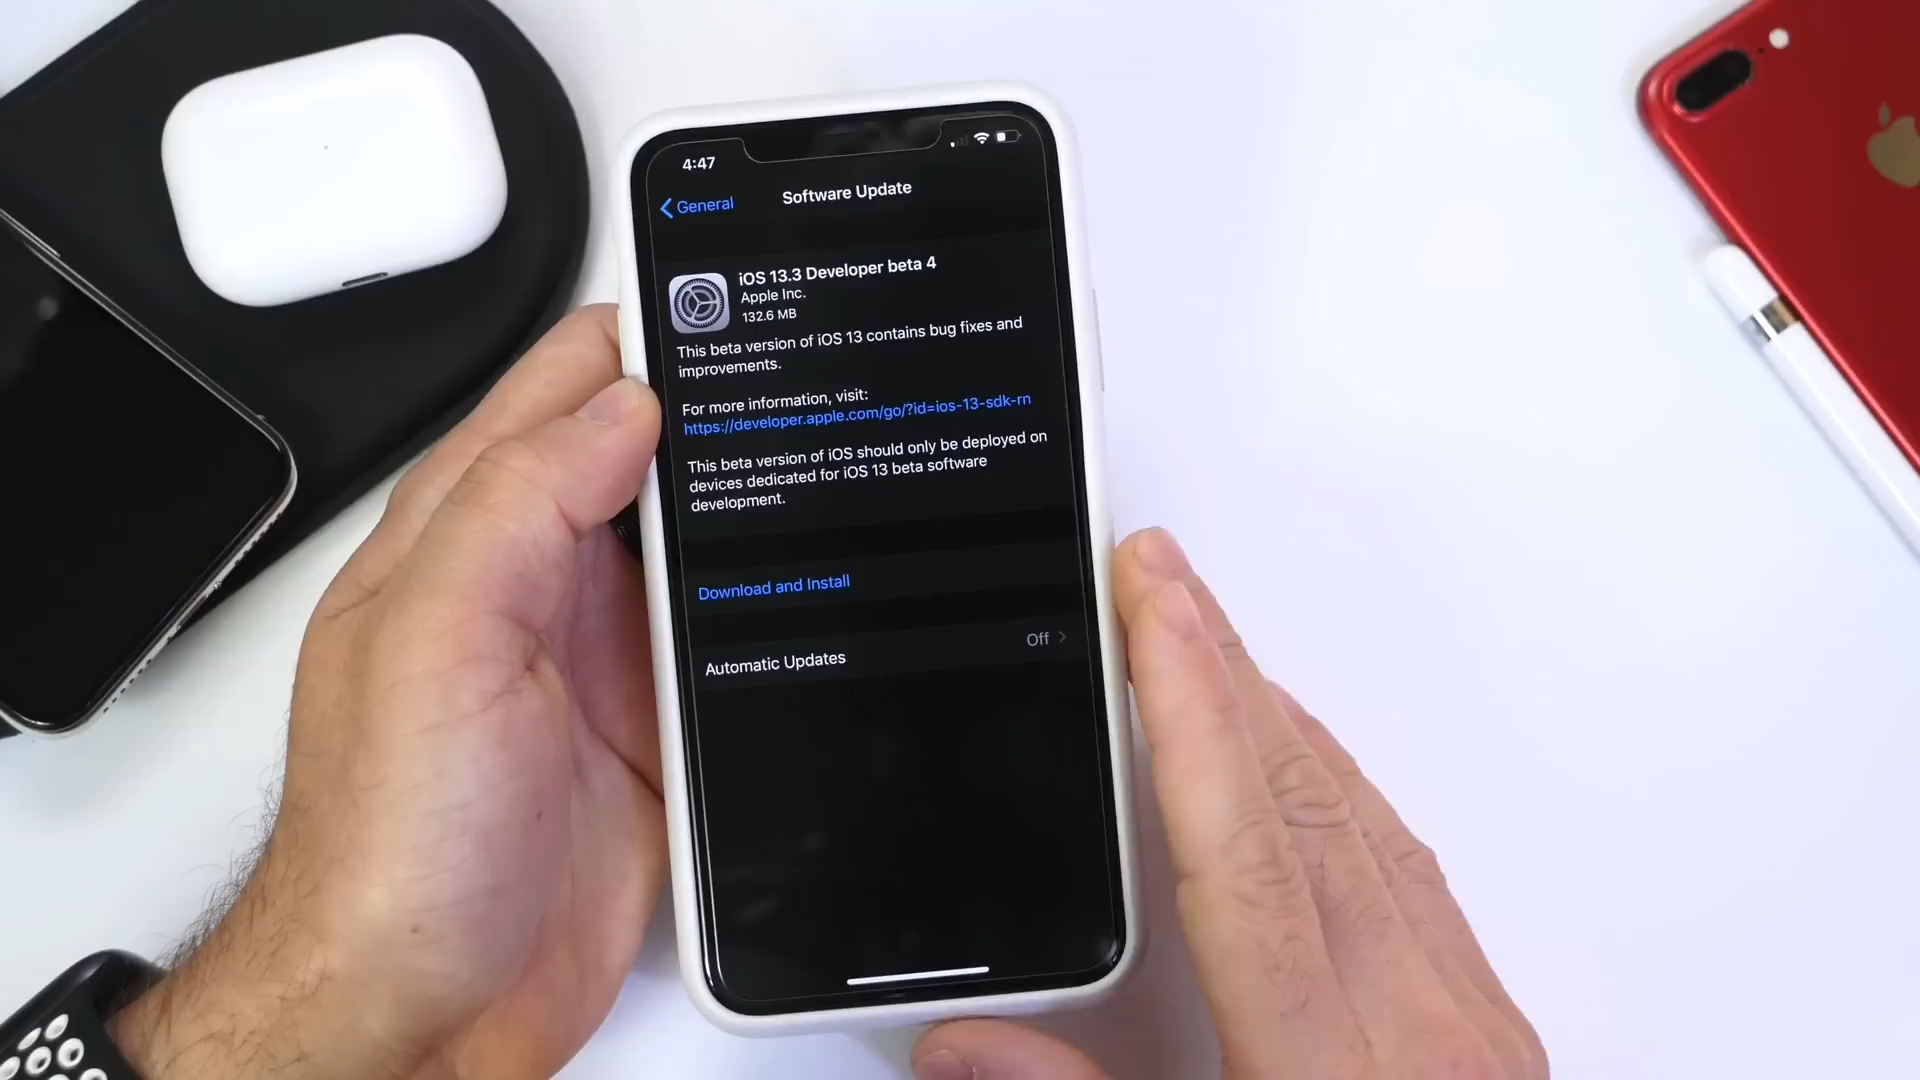 4:47
General
Software Update
iOS 13.3 Developer beta 4
Apple Inc.
132.6 MB
This beta version of iOS 13 contains bug fixes and
improvements.
For more information, visit:
https://developer.apple.com/go/?id=ios-13-sdk-rn
This beta version of iOS should only be deployed on
devices dedicated for iOS 13 beta software
development.
Download and Install
Automatic Updates Off